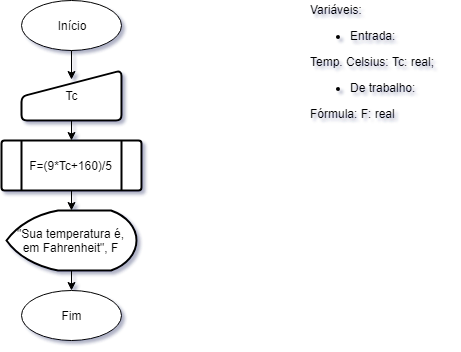 Início
Tc
F=(9*Tc+160)/5
"Sua temperatura é,
em Fahrenheit", F
Fim
Variáveis:
Entrada:
Temp. Celsius: Tc: real;
De trabalho:
Fórmula: F: real